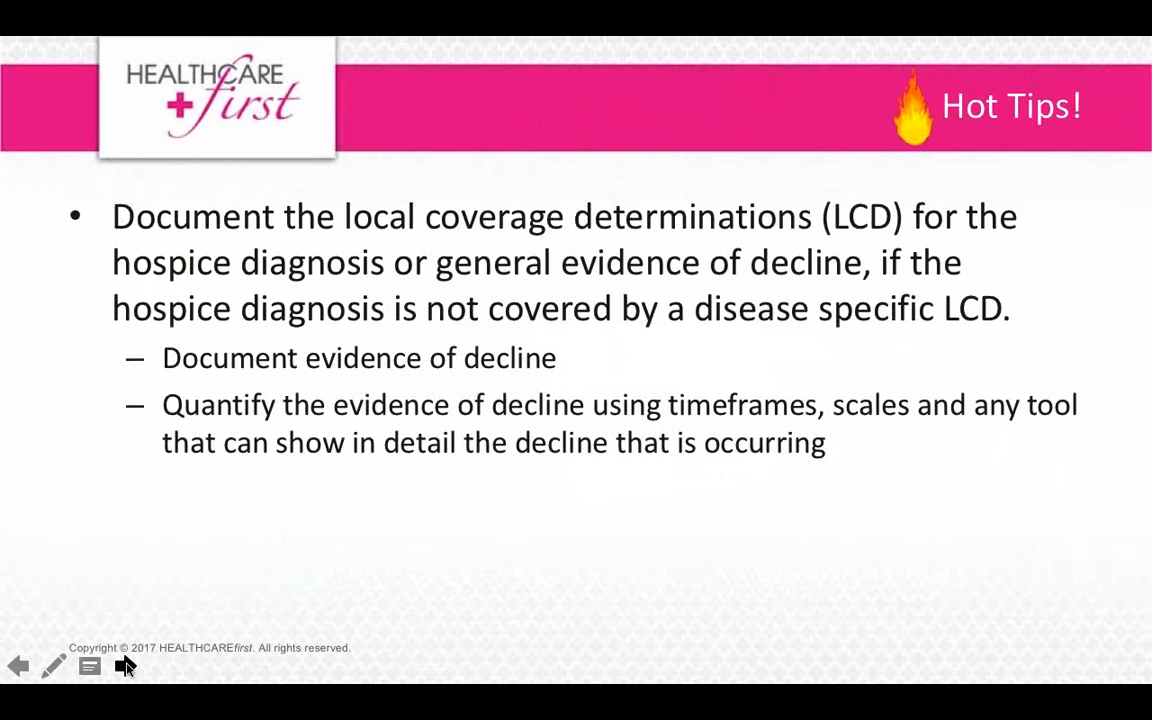 HEALTHCARE
first
Hot Tips!
• Document the local coverage determinations (LCD) for the
hospice diagnosis or general evidence of decline, if the
hospice diagnosis is not covered by a disease specific LCD.
– Document evidence of decline
– Quantify the evidence of decline using timeframes, scales and any tool
that can show in detail the decline that is occurring
Copyright © 2017 HEALTHCAREfirst. All rights reserved.